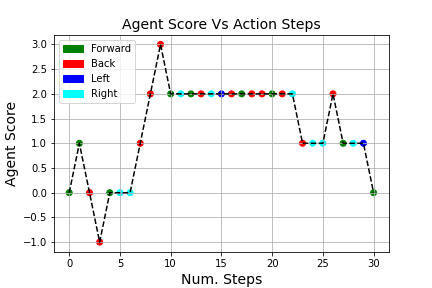 Agent Score Vs Action Steps
Forward
Back
Left
Right
3.0
2.5
2.0
1.5
1.0
0.5
0.0
−0.5
−1.0
Agent Score
0 5 10 15 20 25 30
Num. Steps